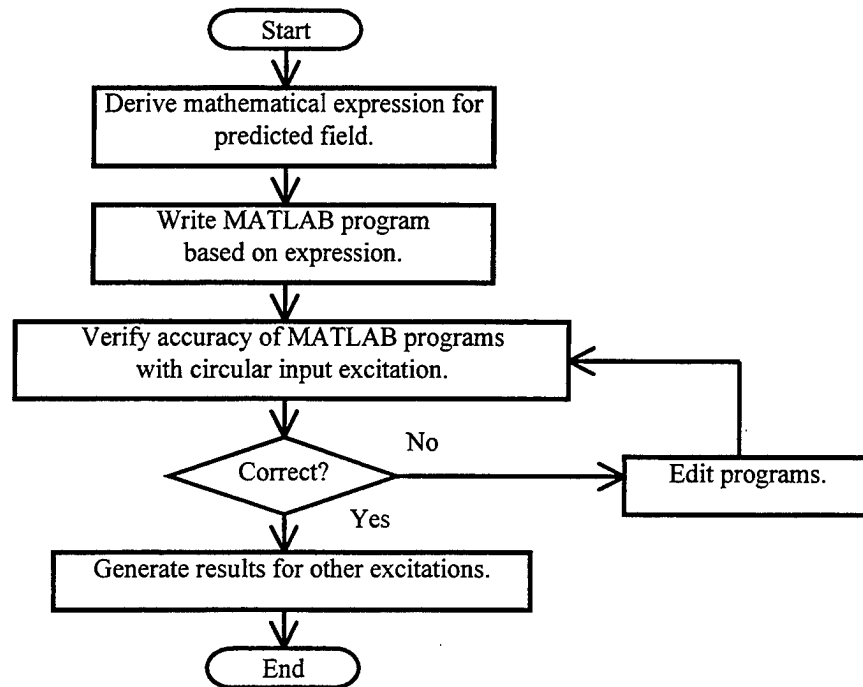 Start
Derive mathematical expression for
predicted field.
Write MATLAB program
based on expression.
Verify accuracy of MATLAB programs
with circular input excitation.
No
Correct?
Edit programs.
Yes
Generate results for other excitations.
End